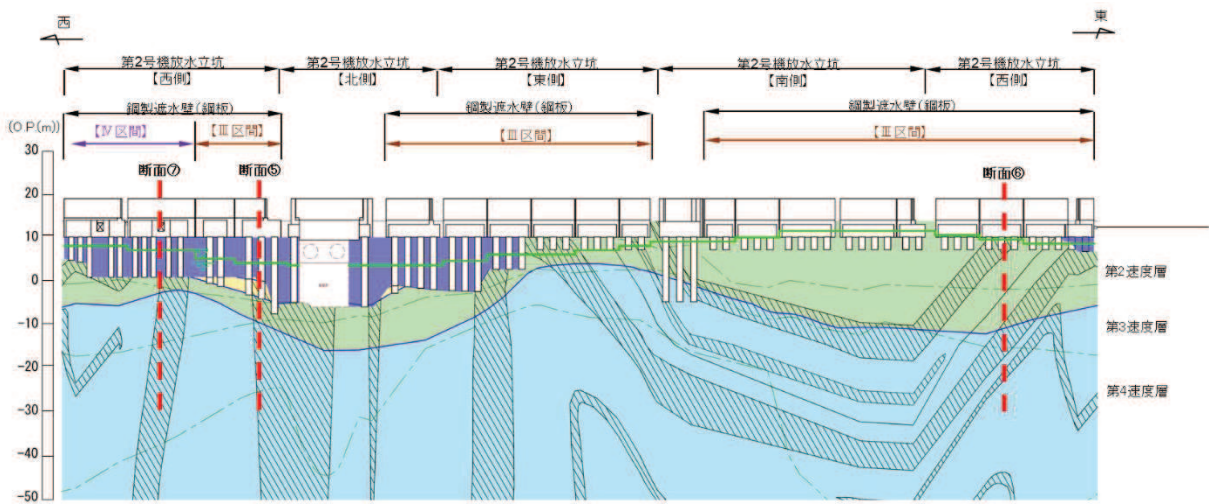 西
東
第2号機放水立坑
【西側】
第2号機放水立坑
【北側】
第2号機放水立坑
【東側】
第2号機放水立坑
【南側】
第2号機放水立坑
【西側】
鋼製遮水壁(鋼板)
鋼製遮水壁(鋼板)
鋼製遮水壁(鋼板)
【Ⅳ区間】
【Ⅲ区間】
【Ⅲ区間】
【Ⅲ区間】
(O.P.(m))
断面⑦
断面⑤
断面⑥
30
20
10
0
-10
-20
-30
-40
-50
第2速度層
第3速度層
第4速度層